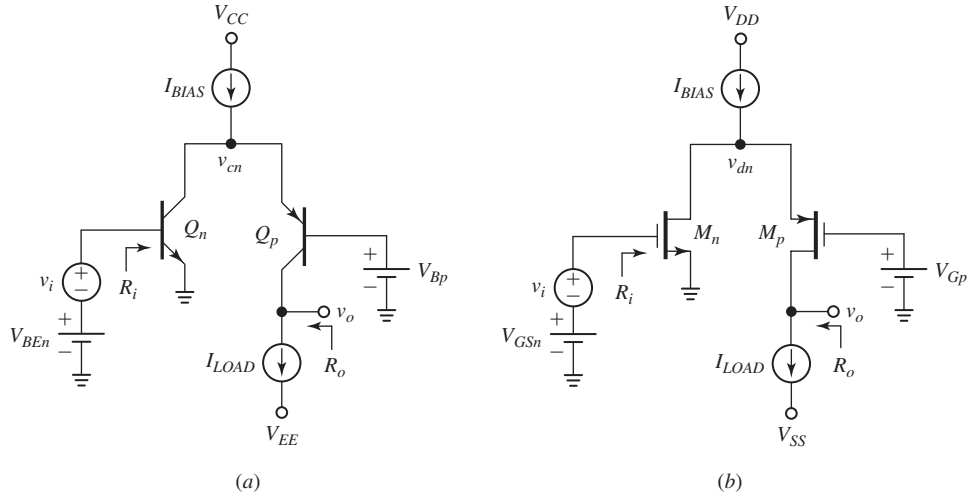 V_CC
I_BIAS
v_cn
Q_n
Q_p
+
−
V_Bp
v_i
+
−
R_i
V_BEn
+
−
v_o
I_LOAD
R_o
V_EE
(a)
V_DD
I_BIAS
v_dn
M_n
M_p
+
−
V_Gp
v_i
+
−
R_i
V_GSn
+
−
v_o
I_LOAD
R_o
V_SS
(b)